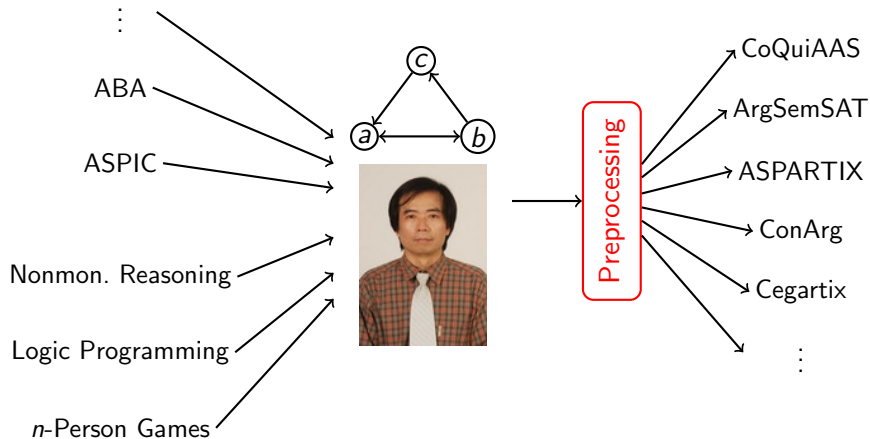 ⋮
ABA
ASPIC
Nonmon. Reasoning
Logic Programming
n-Person Games
c
a b
Preprocessing
CoQuiAAS
ArgSemSAT
ASPARTIX
ConArg
Cegartix
⋮